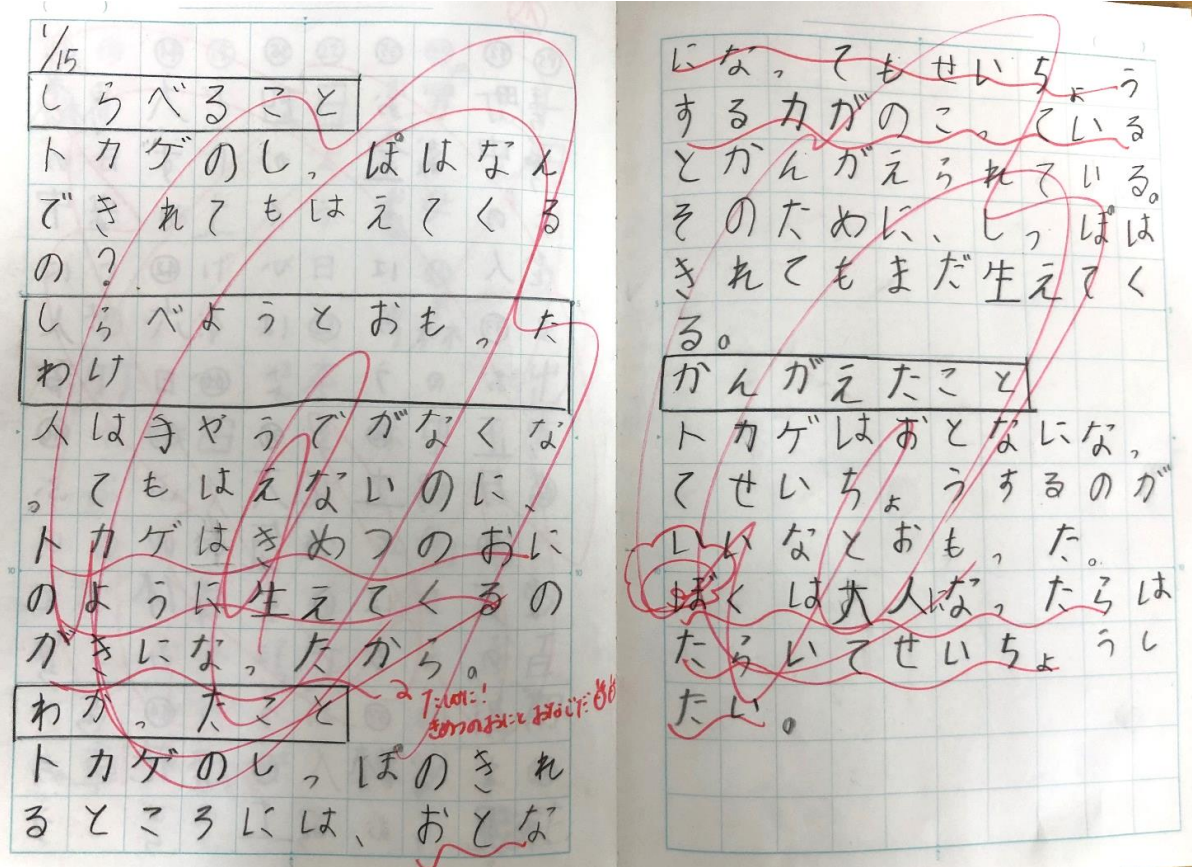 1/15
しらべること
トカゲのしっぽはなん
できれてもはえてくる
の?
しらべようとおもった
わけ
人は手やうでがなくな
ってもはえないのに、
トカゲはきめつのおに
のように生えてくるの
がきになったから。
たしかに!
きめつのおにとおなじだ
わかったこと
トカゲのしっぽのきれ
るところには、おとな
になってもせいちょう
する力がのこっている
とかんがえられている。
そのために、しっぽは
きれてもまだ生えてく
る。
かんがえたこと
トカゲはおとなになっ
てせいちょうするのが
いいなとおもった。
ぼくは大人になったらは
たらいてせいちょうし
たい。